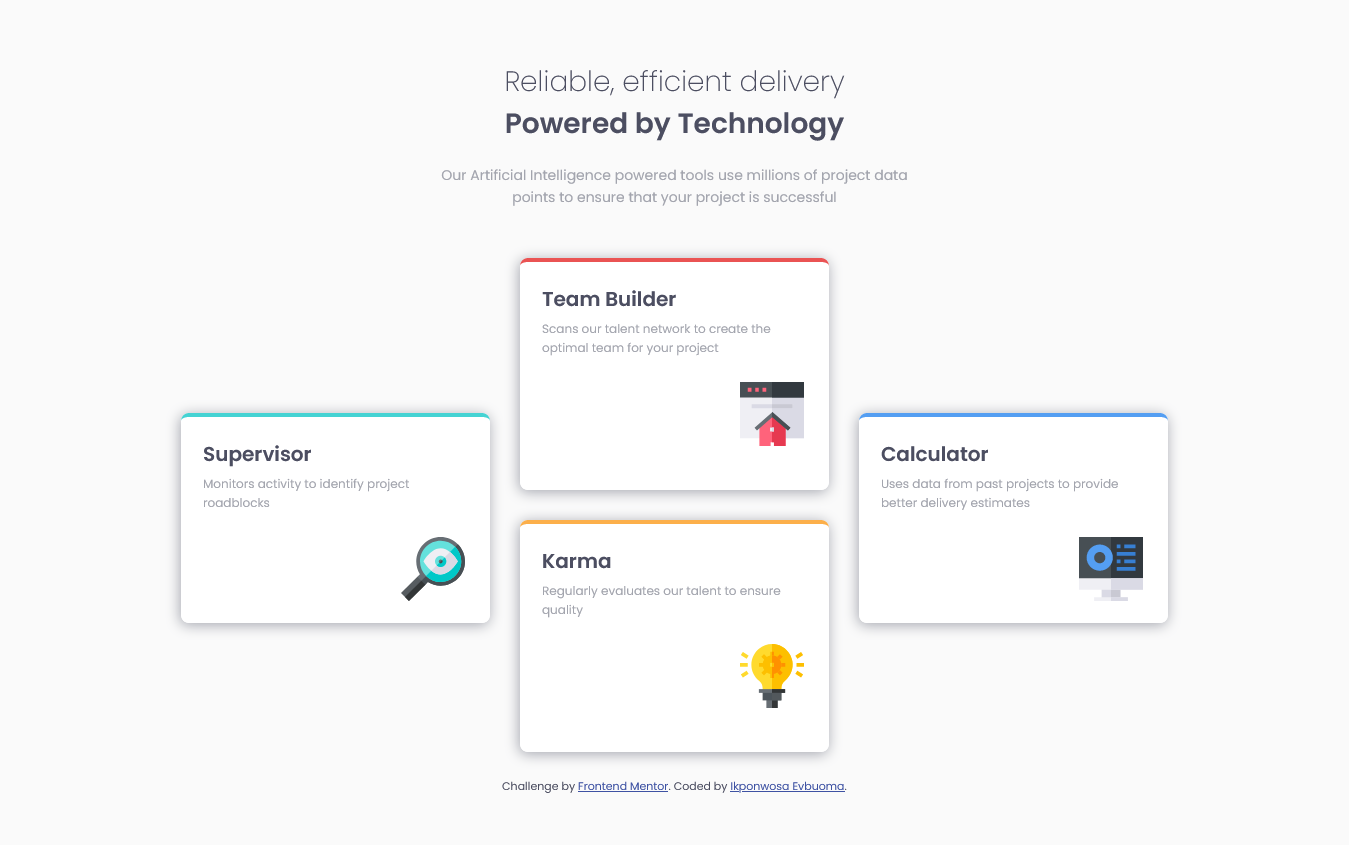 Reliable, efficient delivery
Powered by Technology
Our Artificial Intelligence powered tools use millions of project data
points to ensure that your project is successful
Team Builder
Scans our talent network to create the
optimal team for your project
Supervisor
Monitors activity to identify project
roadblocks
Calculator
Uses data from past projects to provide
better delivery estimates
Karma
Regularly evaluates our talent to ensure
quality
Challenge by Frontend Mentor. Coded by Ikponwosa Evbuoma.